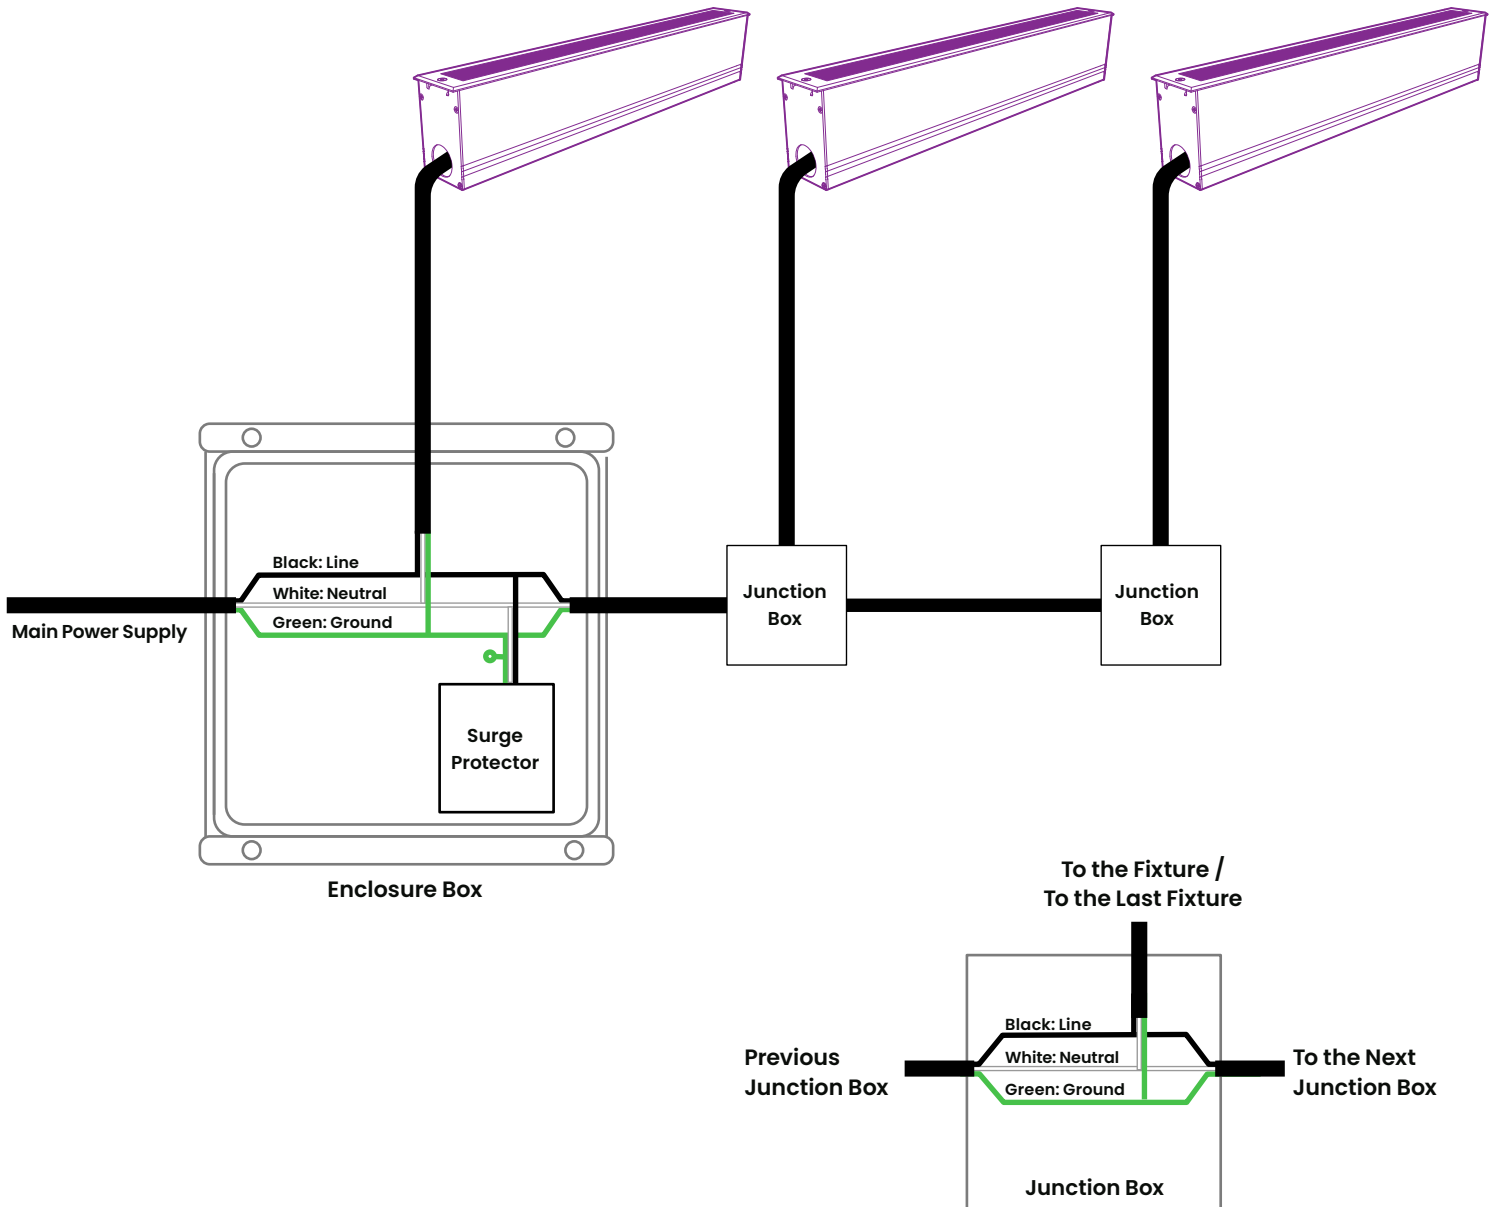 Black: Line
White: Neutral
Green: Ground
Main Power Supply
Surge
Protector
Enclosure Box
Junction
Box
Junction
Box
To the Fixture /
To the Last Fixture
Black: Line
White: Neutral
Green: Ground
Previous
Junction Box
To the Next
Junction Box
Junction Box